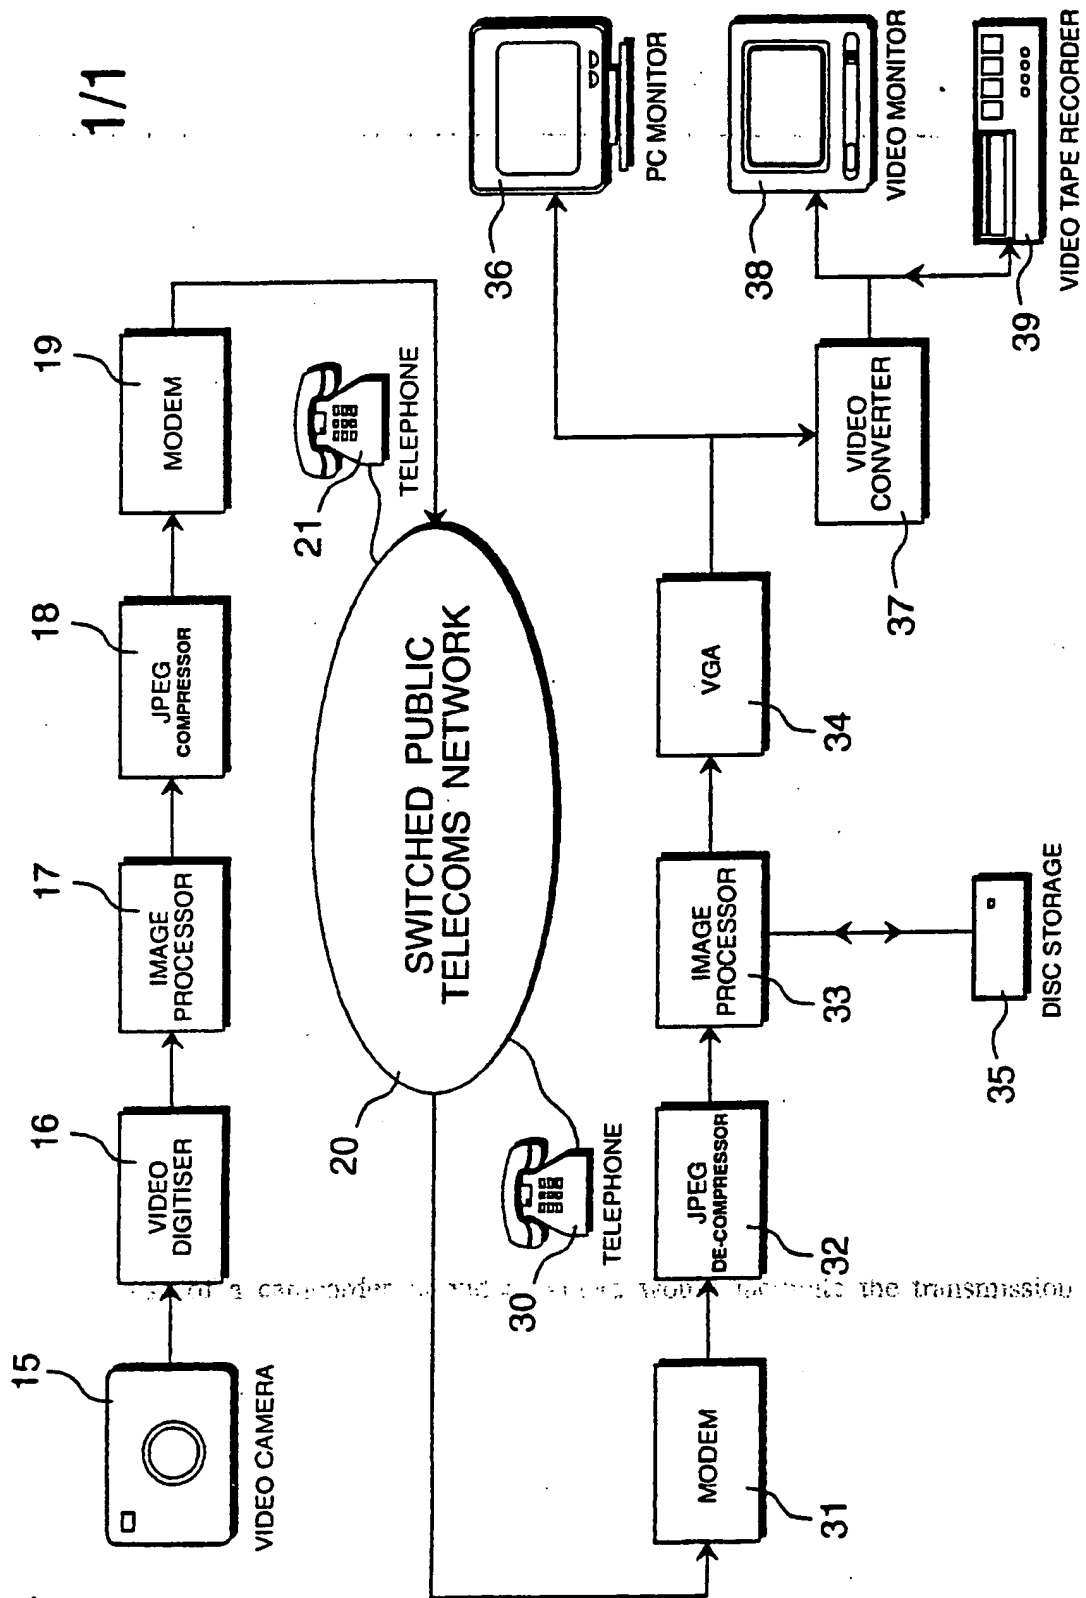 1/1
15
VIDEO CAMERA
16
VIDEO
DIGITISER
17
IMAGE
PROCESSOR
18
JPEG
COMPRESSOR
19
MODEM
20
SWITCHED PUBLIC
TELECOMS NETWORK
21
TELEPHONE
30
TELEPHONE
31
MODEM
32
JPEG
DE-COMPRESSOR
33
IMAGE
PROCESSOR
34
VGA
35
DISC STORAGE
36
PC MONITOR
37
VIDEO
CONVERTER
38
VIDEO MONITOR
39
VIDEO TAPE RECORDER
a the transmission